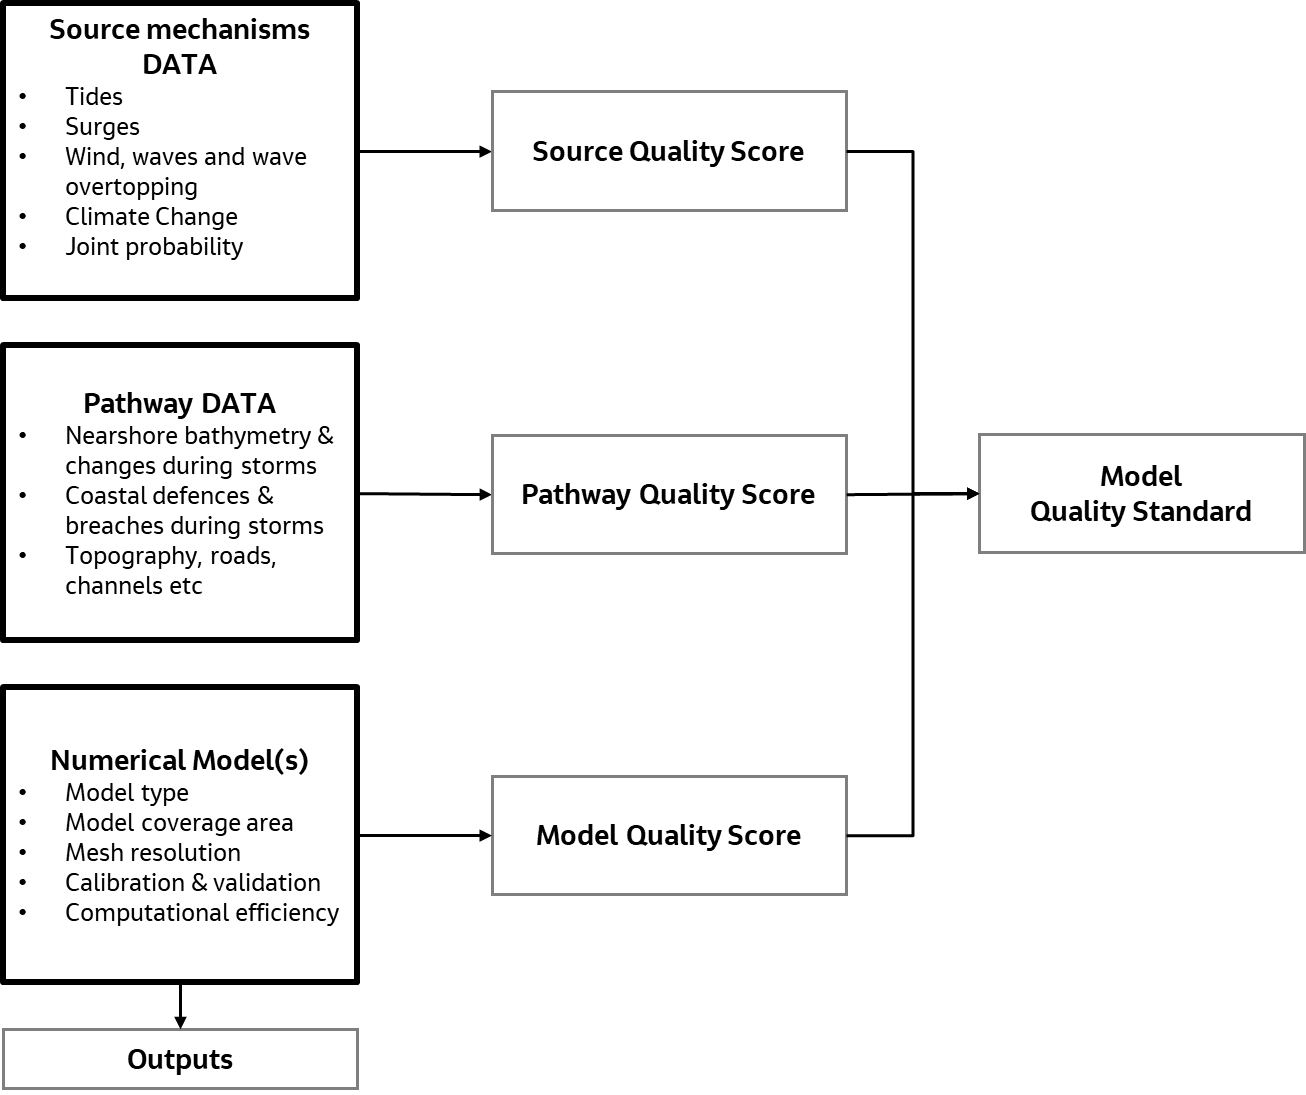 Source mechanisms
DATA
• Tides
• Surges
• Wind, waves and wave
overtopping
• Climate Change
• Joint probability
Source Quality Score
Pathway DATA
• Nearshore bathymetry &
changes during storms
• Coastal defences &
breaches during storms
• Topography, roads,
channels etc
Pathway Quality Score
Model
Quality Standard
Numerical Model(s)
• Model type
• Model coverage area
• Mesh resolution
• Calibration & validation
• Computational efficiency
Model Quality Score
Outputs